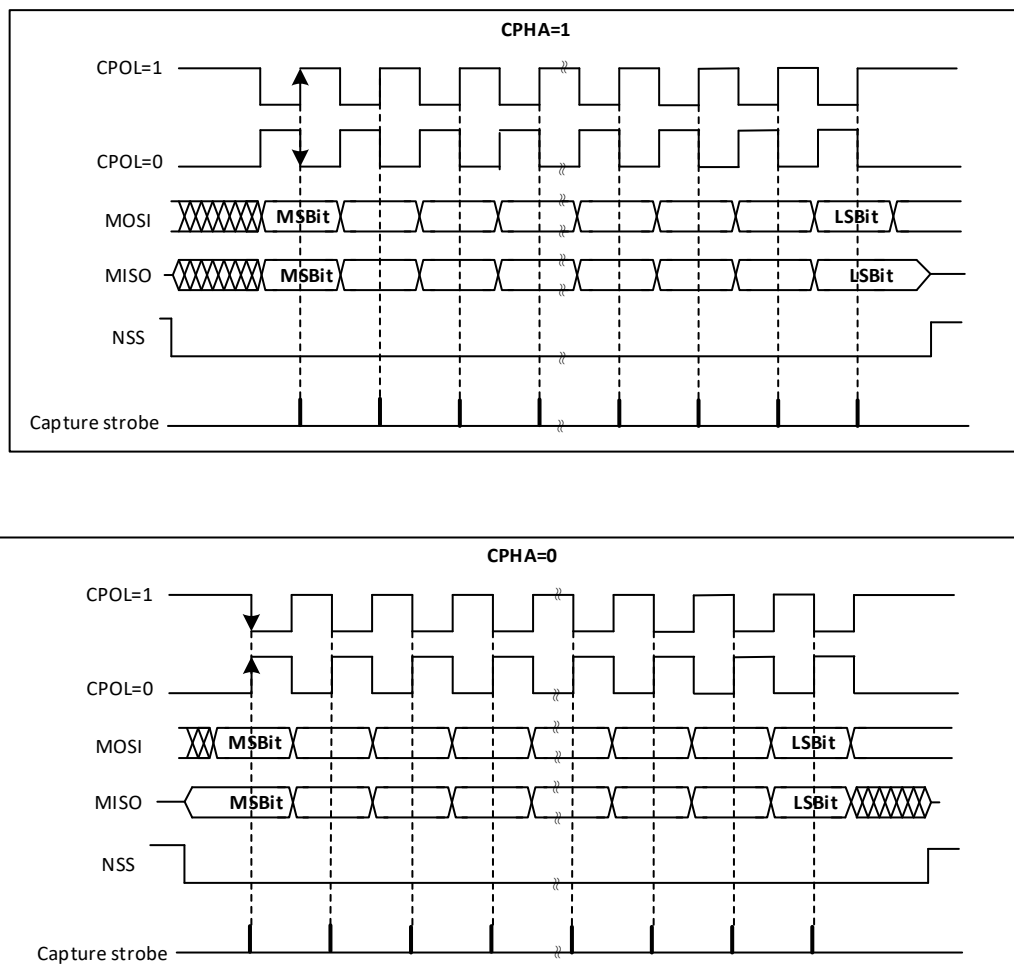 CPHA=1
CPOL=1
CPOL=0
MOSI MSBit LSBit
MISO MSBit LSBit
NSS
Capture strobe
CPHA=0
CPOL=1
CPOL=0
MOSI MSBit LSBit
MISO MSBit LSBit
NSS
Capture strobe